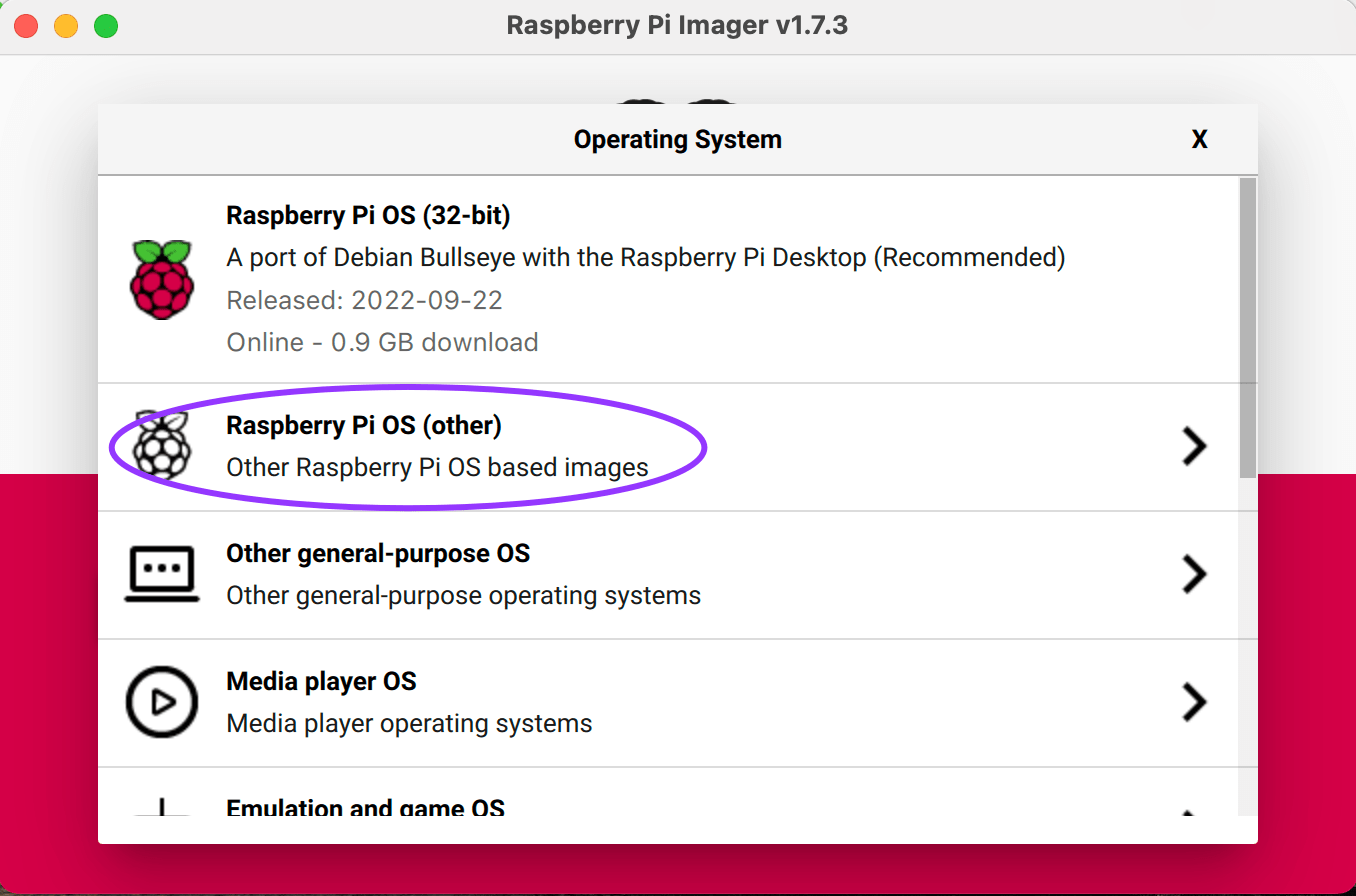 Raspberry Pi Imager v1.7.3
Operating System
X
Raspberry Pi OS (32-bit)
A port of Debian Bullseye with the Raspberry Pi Desktop (Recommended)
Released: 2022-09-22
Online - 0.9 GB download
Raspberry Pi OS (other)
Other Raspberry Pi OS based images
Other general-purpose OS
Other general-purpose operating systems
Media player OS
Media player operating systems
Emulation and game OS